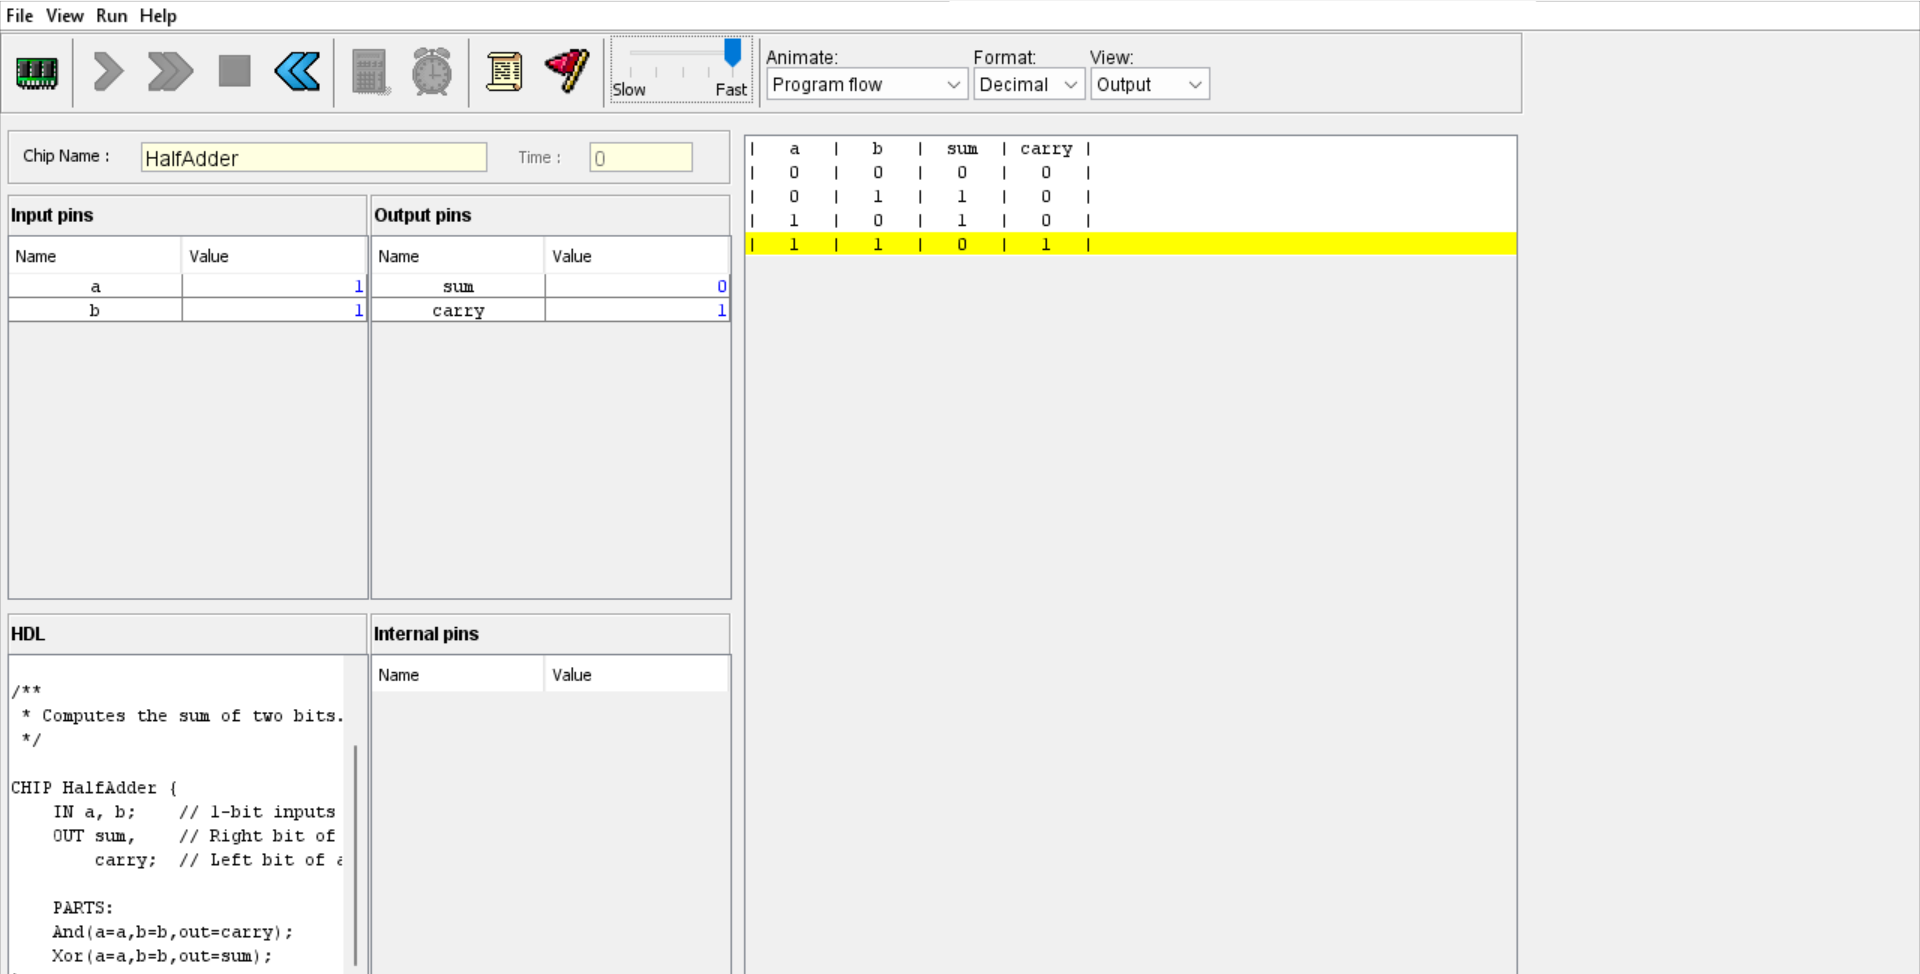 File View Run Help
Slow Fast
Animate: Format: View:
Program flow Decimal Output
Chip Name : HalfAdder Time : 0
Input pins
Name Value
a 1
b 1
Output pins
Name Value
sum 0
carry 1
| a | b | sum | carry |
| 0 | 0 | 0 | 0 |
| 0 | 1 | 1 | 0 |
| 1 | 0 | 1 | 0 |
| 1 | 1 | 0 | 1 |
HDL
/**
* Computes the sum of two bits.
*/
CHIP HalfAdder {
IN a, b; // 1-bit inputs
OUT sum, // Right bit of
carry; // Left bit of
PARTS:
And(a=a,b=b,out=carry);
Xor(a=a,b=b,out=sum);
Internal pins
Name Value